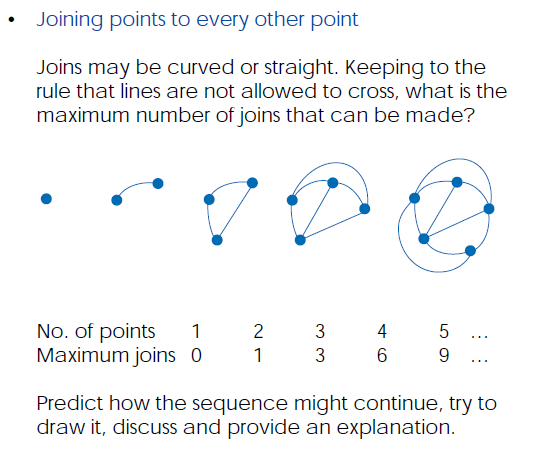 • Joining points to every other point
Joins may be curved or straight. Keeping to the
rule that lines are not allowed to cross, what is the
maximum number of joins that can be made?
No. of points 1 2 3 4 5 ...
Maximum joins 0 1 3 6 9 ...
Predict how the sequence might continue, try to
draw it, discuss and provide an explanation.